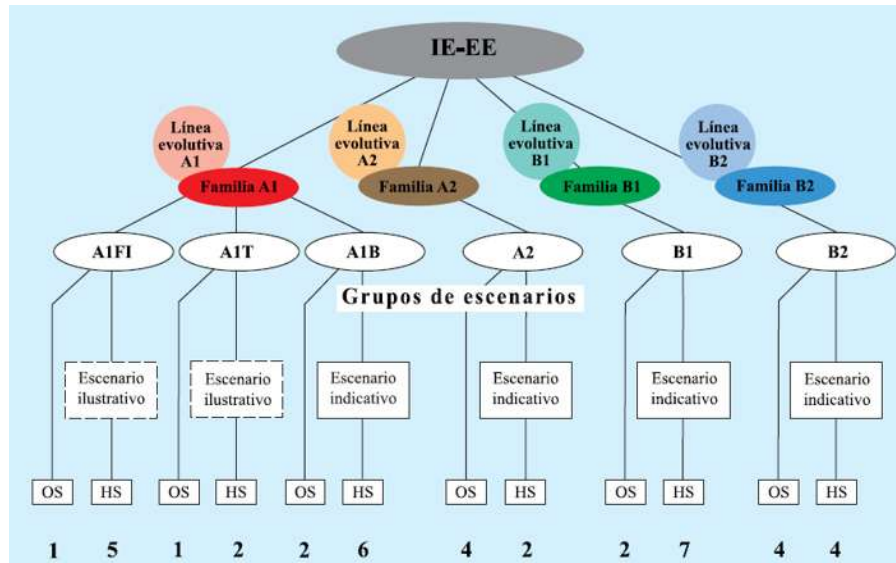 IE-EE
Línea
evolutiva
A1
Línea
evolutiva
A2
Línea
evolutiva
B1
Línea
evolutiva
B2
Familia A1
Familia A2
Familia B1
Familia B2
A1FI
A1T
A1B
A2
B1
B2
Grupos de escenarios
Escenario
ilustrativo
Escenario
ilustrativo
Escenario
indicativo
Escenario
indicativo
Escenario
indicativo
Escenario
indicativo
OS HS OS HS OS HS OS HS OS HS OS HS
1 5 1 2 2 6 4 2 2 7 4 4